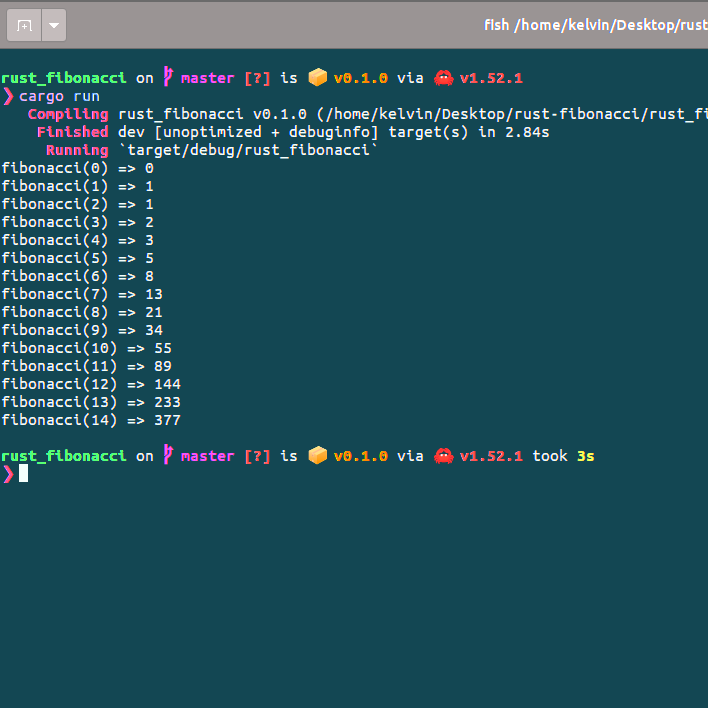 fish /home/kelvin/Desktop/rust
rust_fibonacci on master [?] is 📦 v0.1.0 via 🦀 v1.52.1
❯ cargo run
Compiling rust_fibonacci v0.1.0 (/home/kelvin/Desktop/rust-fibonacci/rust_fi
Finished dev [unoptimized + debuginfo] target(s) in 2.84s
Running `target/debug/rust_fibonacci`
fibonacci(0) => 0
fibonacci(1) => 1
fibonacci(2) => 1
fibonacci(3) => 2
fibonacci(4) => 3
fibonacci(5) => 5
fibonacci(6) => 8
fibonacci(7) => 13
fibonacci(8) => 21
fibonacci(9) => 34
fibonacci(10) => 55
fibonacci(11) => 89
fibonacci(12) => 144
fibonacci(13) => 233
fibonacci(14) => 377
rust_fibonacci on master [?] is 📦 v0.1.0 via 🦀 v1.52.1 took 3s
❯